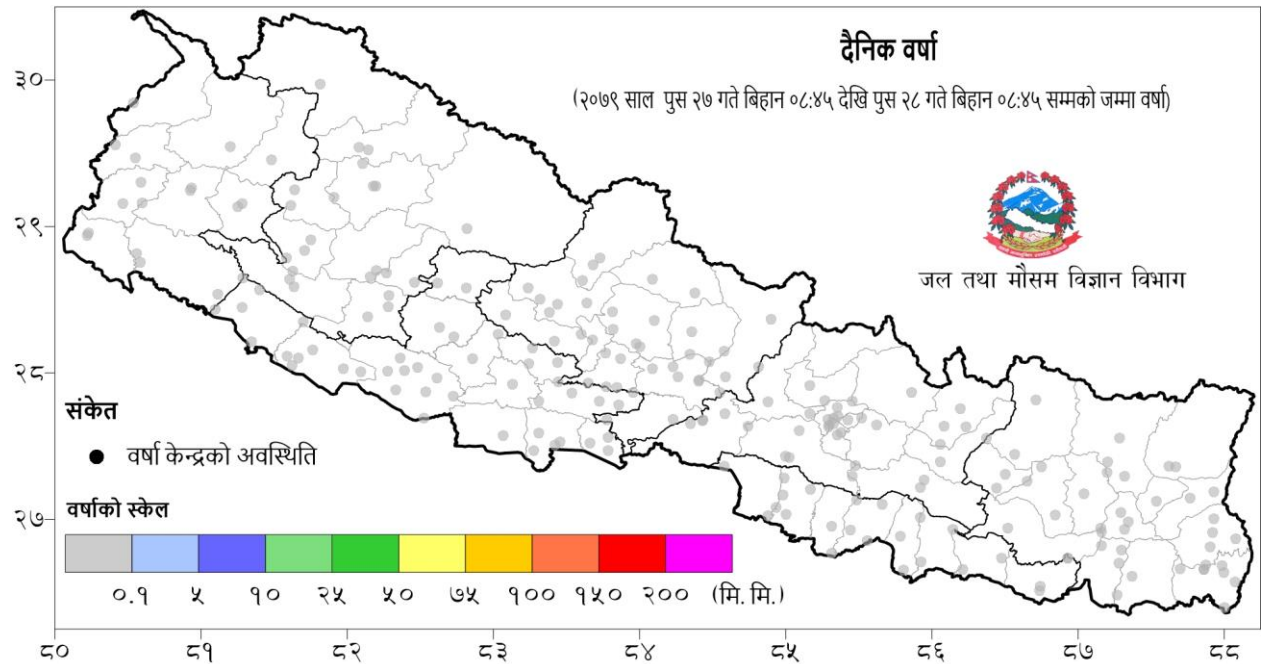 दैनिक वर्षा
(२०७९ साल पुस २७ गते बिहान ०८:४५ देखि पुस २८ गते बिहान ०८:४५ सम्मको जम्मा वर्षा)
जल तथा मौसम विज्ञान विभाग
३०
२९
२८
२७
संकेत
वर्षा केन्द्रको अवस्थिति
वर्षाको स्केल
०.१ ५ १० २५ ५० ७५ १०० १५० २०० (मि. मि.)
८० ८१ ८२ ८३ ८४ ८५ ८६ ८७ ८८